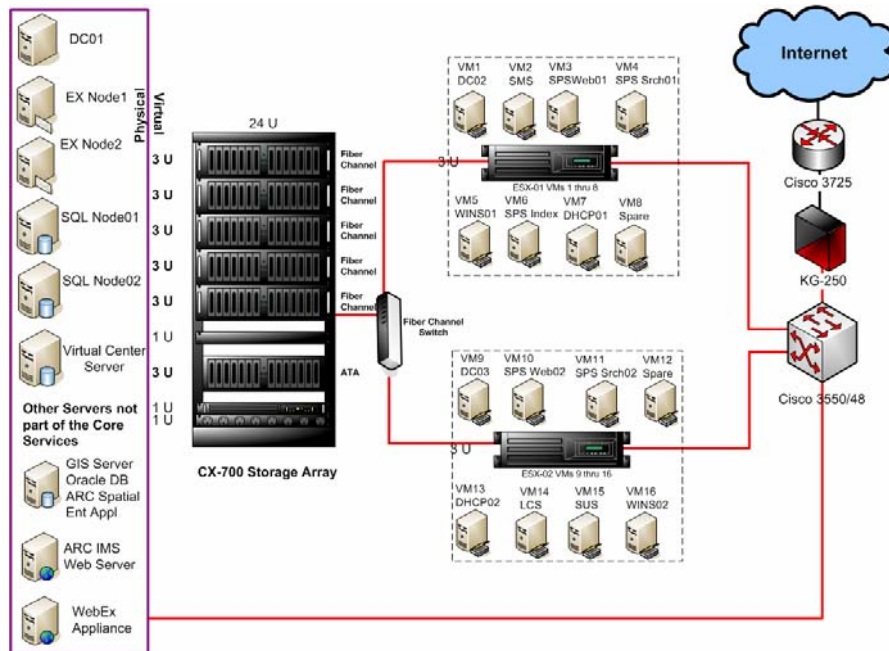 DC01
EX Node1
EX Node2
SQL Node01
SQL Node02
Virtual Center
Server
Other Servers not
part of the Core
Services
GIS Server
Oracle DB
ARC Spatial
Ent Appl
ARC IMS
Web Server
WebEx
Appliance
Physical
Virtual
24 U
3 U
3 U
3 U
3 U
3 U
1 U
3 U
1 U
1 U
Fiber
Channel
Fiber
Channel
Fiber
Channel
Fiber
Channel
Fiber
Channel
ATA
CX-700 Storage Array
Fiber Channel
Switch
VM1
DC02
VM2
SMS
VM3
SPSWeb01
VM4
SPS Srch01
3 U
ESX-01 VMs 1 thru 8
VM5
WINS01
VM6
SPS Index
VM7
DHCP01
VM8
Spare
VM9
DC03
VM10
SPS Web02
VM11
SPS Srch02
VM12
Spare
3 U
ESX-02 VMs 9 thru 16
VM13
DHCP02
VM14
LCS
VM15
SUS
VM16
WINS02
Internet
Cisco 3725
KG-250
Cisco 3550/48